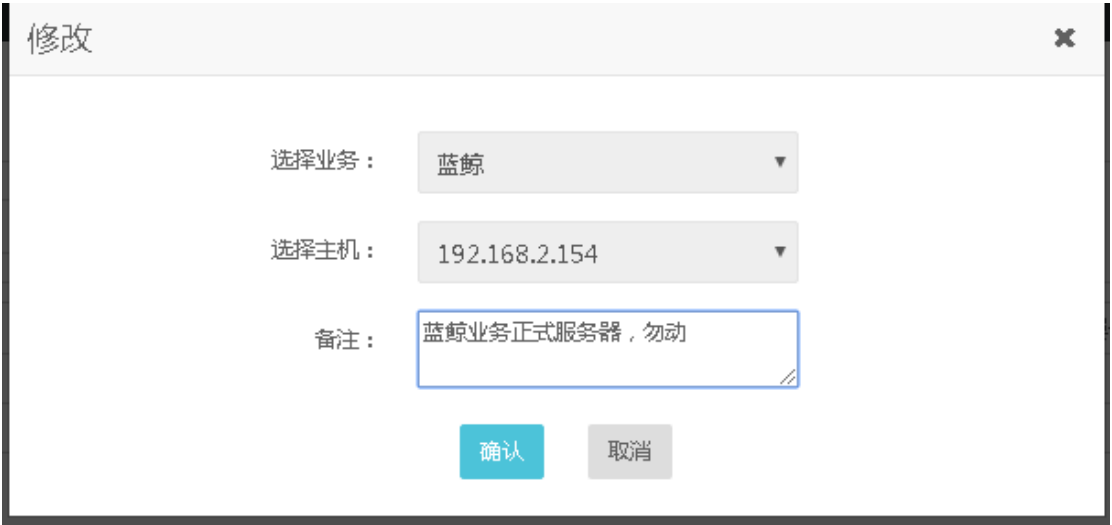 修改
选择业务：
蓝鲸
选择主机：
192.168.2.154
备注：
蓝鲸业务正式服务器，勿动
确认
取消